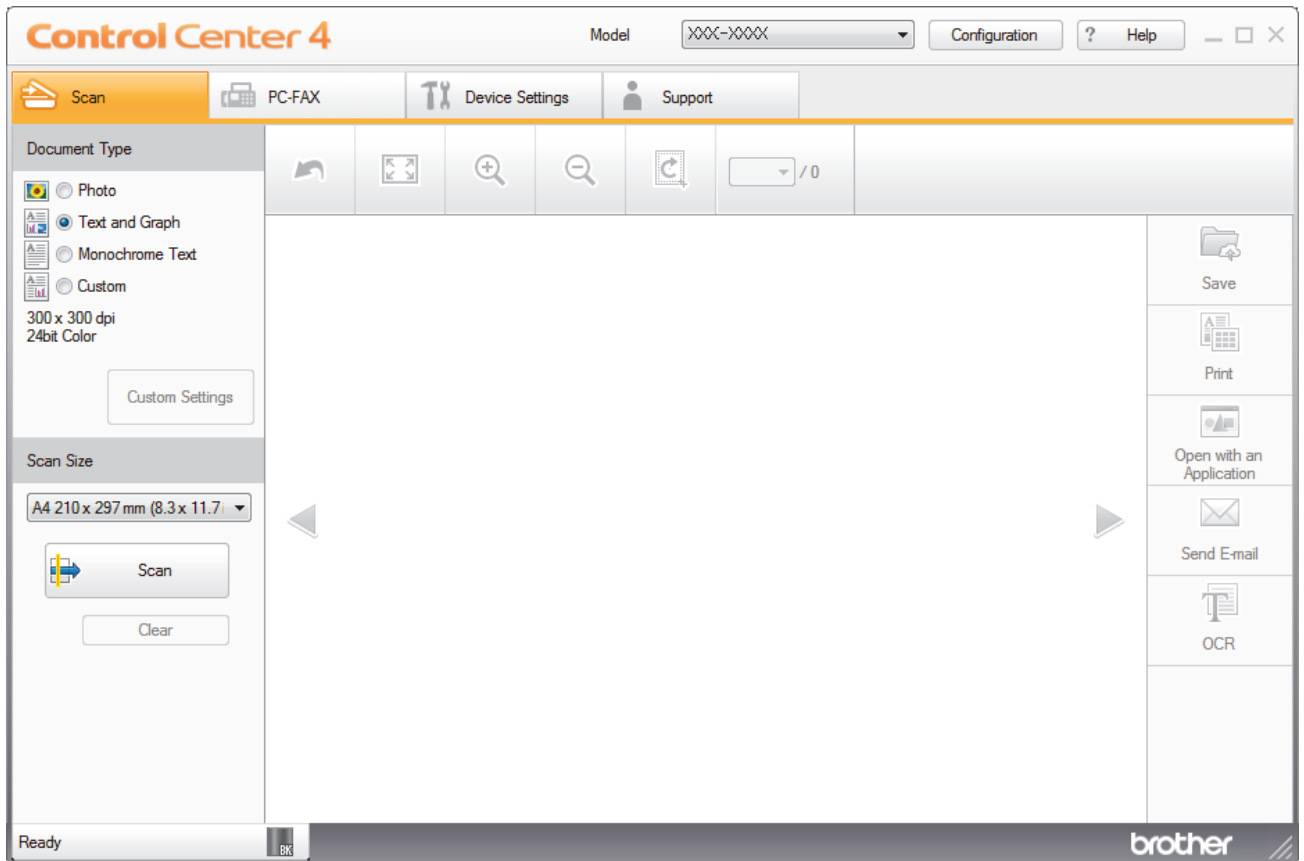 Control Center 4
Model
XXX-XXXX
Configuration
? Help
Scan
PC-FAX
Device Settings
Support
Document Type
Photo
Text and Graph
Monochrome Text
Custom
300 x 300 dpi
24bit Color
Custom Settings
Scan Size
A4 210 x 297 mm (8.3 x 11.7
Scan
Clear
/ 0
Save
Print
Open with an
Application
Send E-mail
OCR
Ready
BK
brother